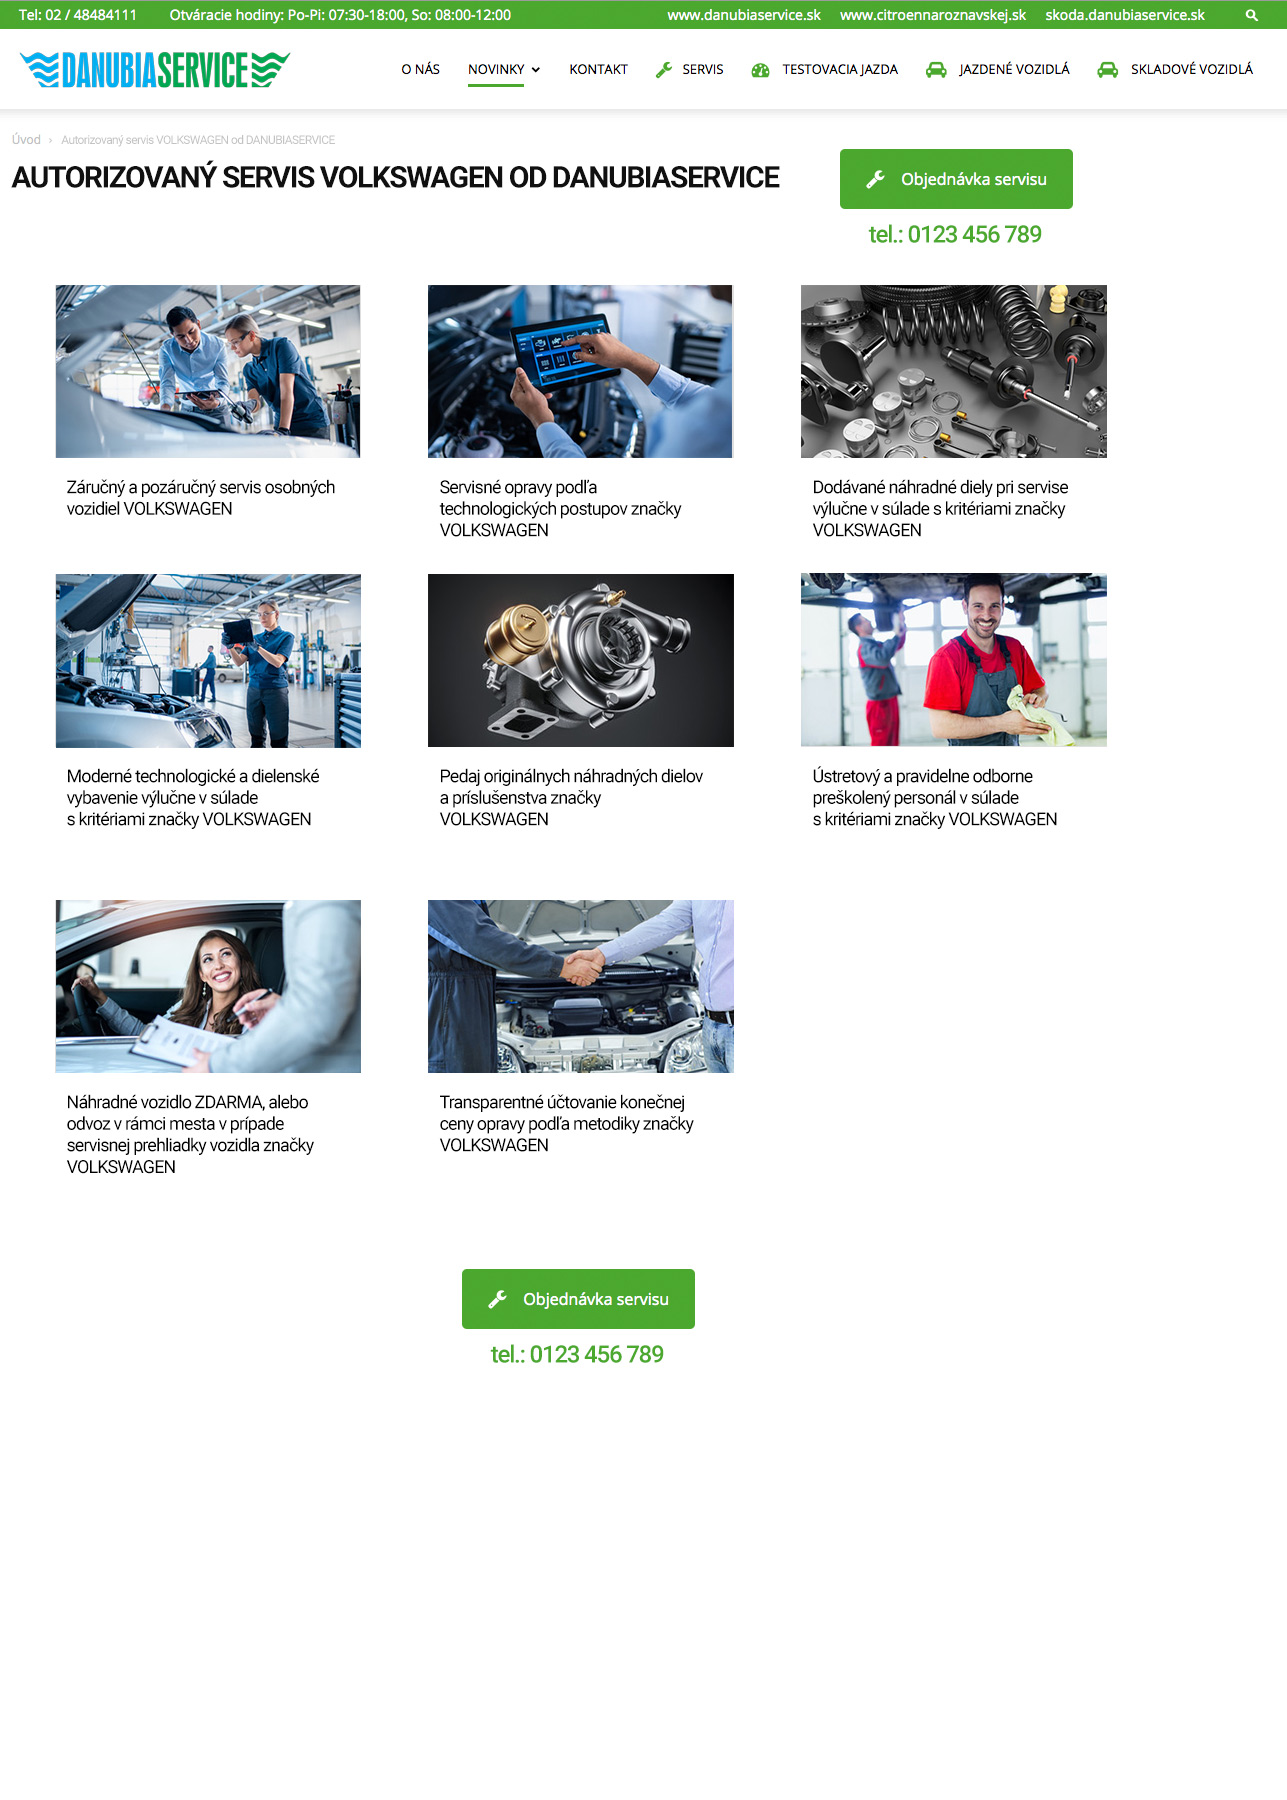 Tel: 02 / 48484111 Otváracie hodiny: Po-Pi: 07:30-18:00, So: 08:00-12:00 www.danubiaservice.sk www.citroennaroznavskej.sk skoda.danubiaservice.sk
DANUBIASERVICE O NÁS NOVINKY KONTAKT SERVIS TESTOVACIA JAZDA JAZDENÉ VOZIDLÁ SKLADOVÉ VOZIDLÁ
Úvod › Autorizovaný servis VOLKSWAGEN od DANUBIASERVICE
AUTORIZOVANÝ SERVIS VOLKSWAGEN OD DANUBIASERVICE
Objednávka servisu
tel.: 0123 456 789
Záručný a pozáručný servis osobných
vozidiel VOLKSWAGEN
Servisné opravy podľa
technologických postupov značky
VOLKSWAGEN
Dodávané náhradné diely pri servise
výlučne v súlade s kritériami značky
VOLKSWAGEN
Moderné technologické a dielenské
vybavenie výlučne v súlade
s kritériami značky VOLKSWAGEN
Pedaj originálnych náhradných dielov
a príslušenstva značky
VOLKSWAGEN
Ústretový a pravidelne odborne
preškolený personál v súlade
s kritériami značky VOLKSWAGEN
Náhradné vozidlo ZDARMA, alebo
odvoz v rámci mesta v prípade
servisnej prehliadky vozidla značky
VOLKSWAGEN
Transparentné účtovanie konečnej
ceny opravy podľa metodiky značky
VOLKSWAGEN
Objednávka servisu
tel.: 0123 456 789